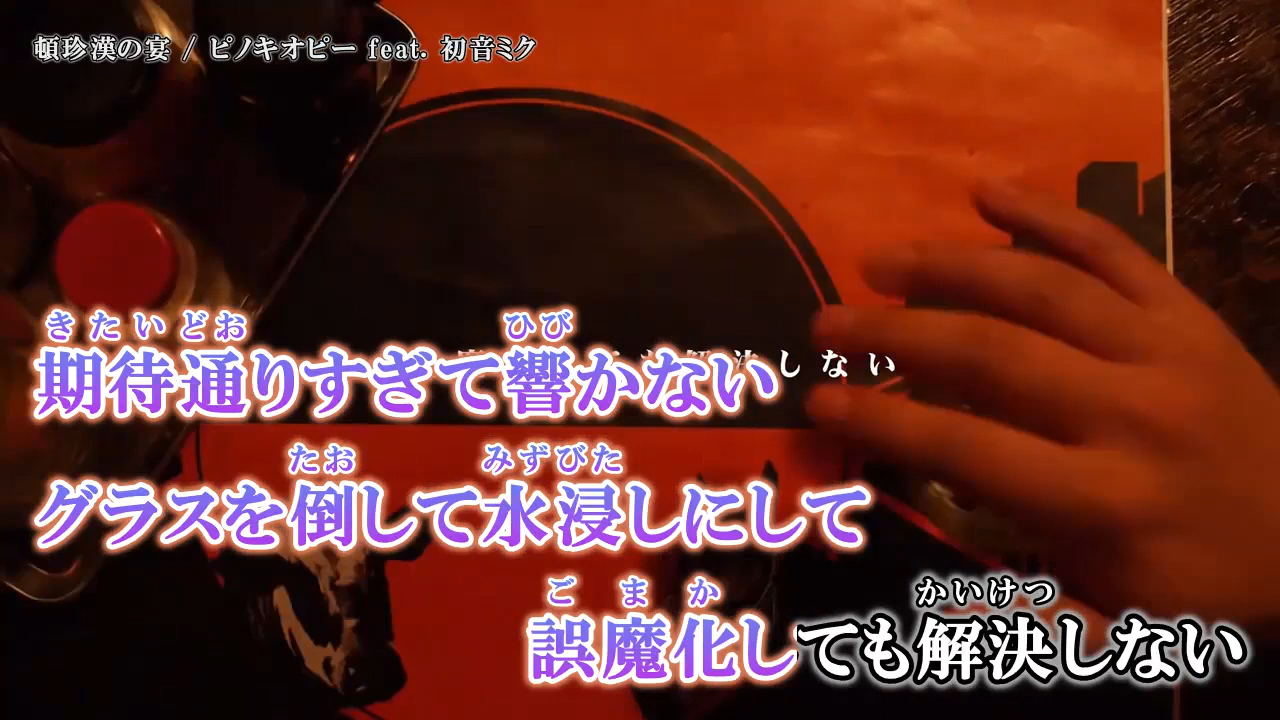 頓珍漢の宴 / ピノキオピー feat. 初音ミク
きたいどお ひび
期待通りすぎて響かない
しない
たお みずびた
グラスを倒して水浸しにして
ごまか かいけつ
誤魔化しても解決しない